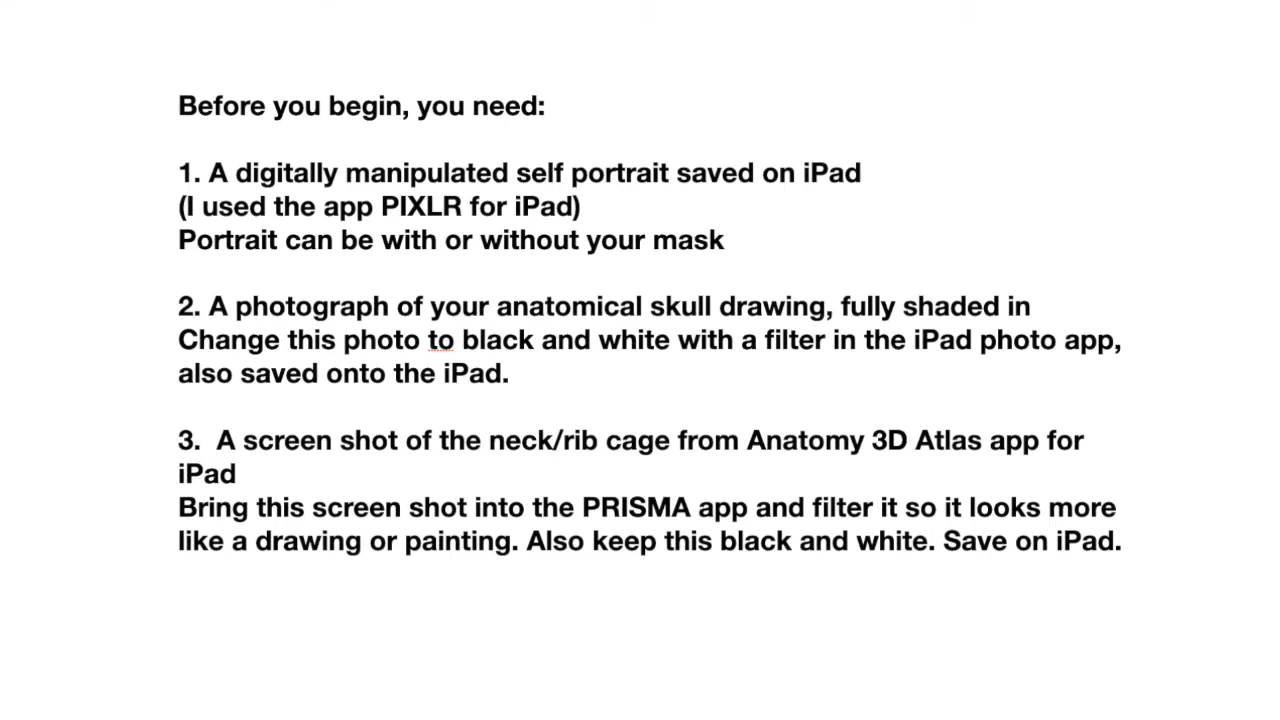 Before you begin, you need:
1. A digitally manipulated self portrait saved on iPad
(I used the app PIXLR for iPad)
Portrait can be with or without your mask
2. A photograph of your anatomical skull drawing, fully shaded in
Change this photo to black and white with a filter in the iPad photo app,
also saved onto the iPad.
3.  A screen shot of the neck/rib cage from Anatomy 3D Atlas app for
iPad
Bring this screen shot into the PRISMA app and filter it so it looks more
like a drawing or painting. Also keep this black and white. Save on iPad.